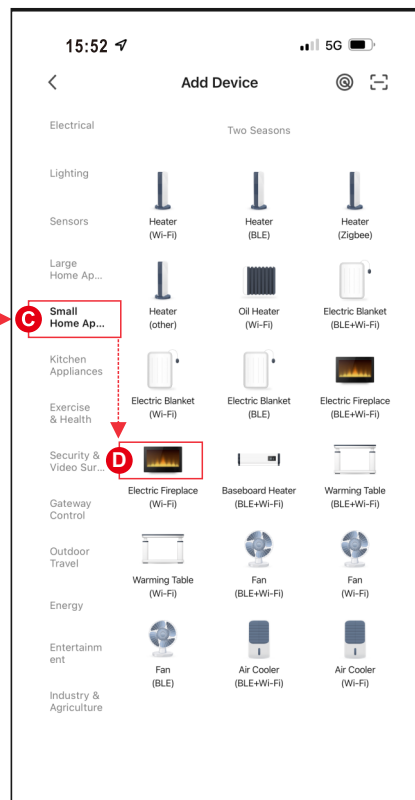 15:52
5G
Add Device
Electrical
Lighting
Sensors
Large
Home Ap...
C
Small
Home Ap...
Kitchen
Appliances
Exercise
& Health
Security &
Video Sur...
Gateway
Control
Outdoor
Travel
Energy
Entertainm
ent
Industry &
Agriculture
Two Seasons
Heater
(Wi-Fi)
Heater
(BLE)
Heater
(Zigbee)
Heater
(other)
Oil Heater
(Wi-Fi)
Electric Blanket
(BLE+Wi-Fi)
Electric Blanket
(Wi-Fi)
Electric Blanket
(BLE)
Electric Fireplace
(BLE+Wi-Fi)
D
Electric Fireplace
(Wi-Fi)
Baseboard Heater
(BLE+Wi-Fi)
Warming Table
(BLE+Wi-Fi)
Warming Table
(Wi-Fi)
Fan
(BLE+Wi-Fi)
Fan
(Wi-Fi)
Fan
(BLE)
Air Cooler
(BLE+Wi-Fi)
Air Cooler
(Wi-Fi)